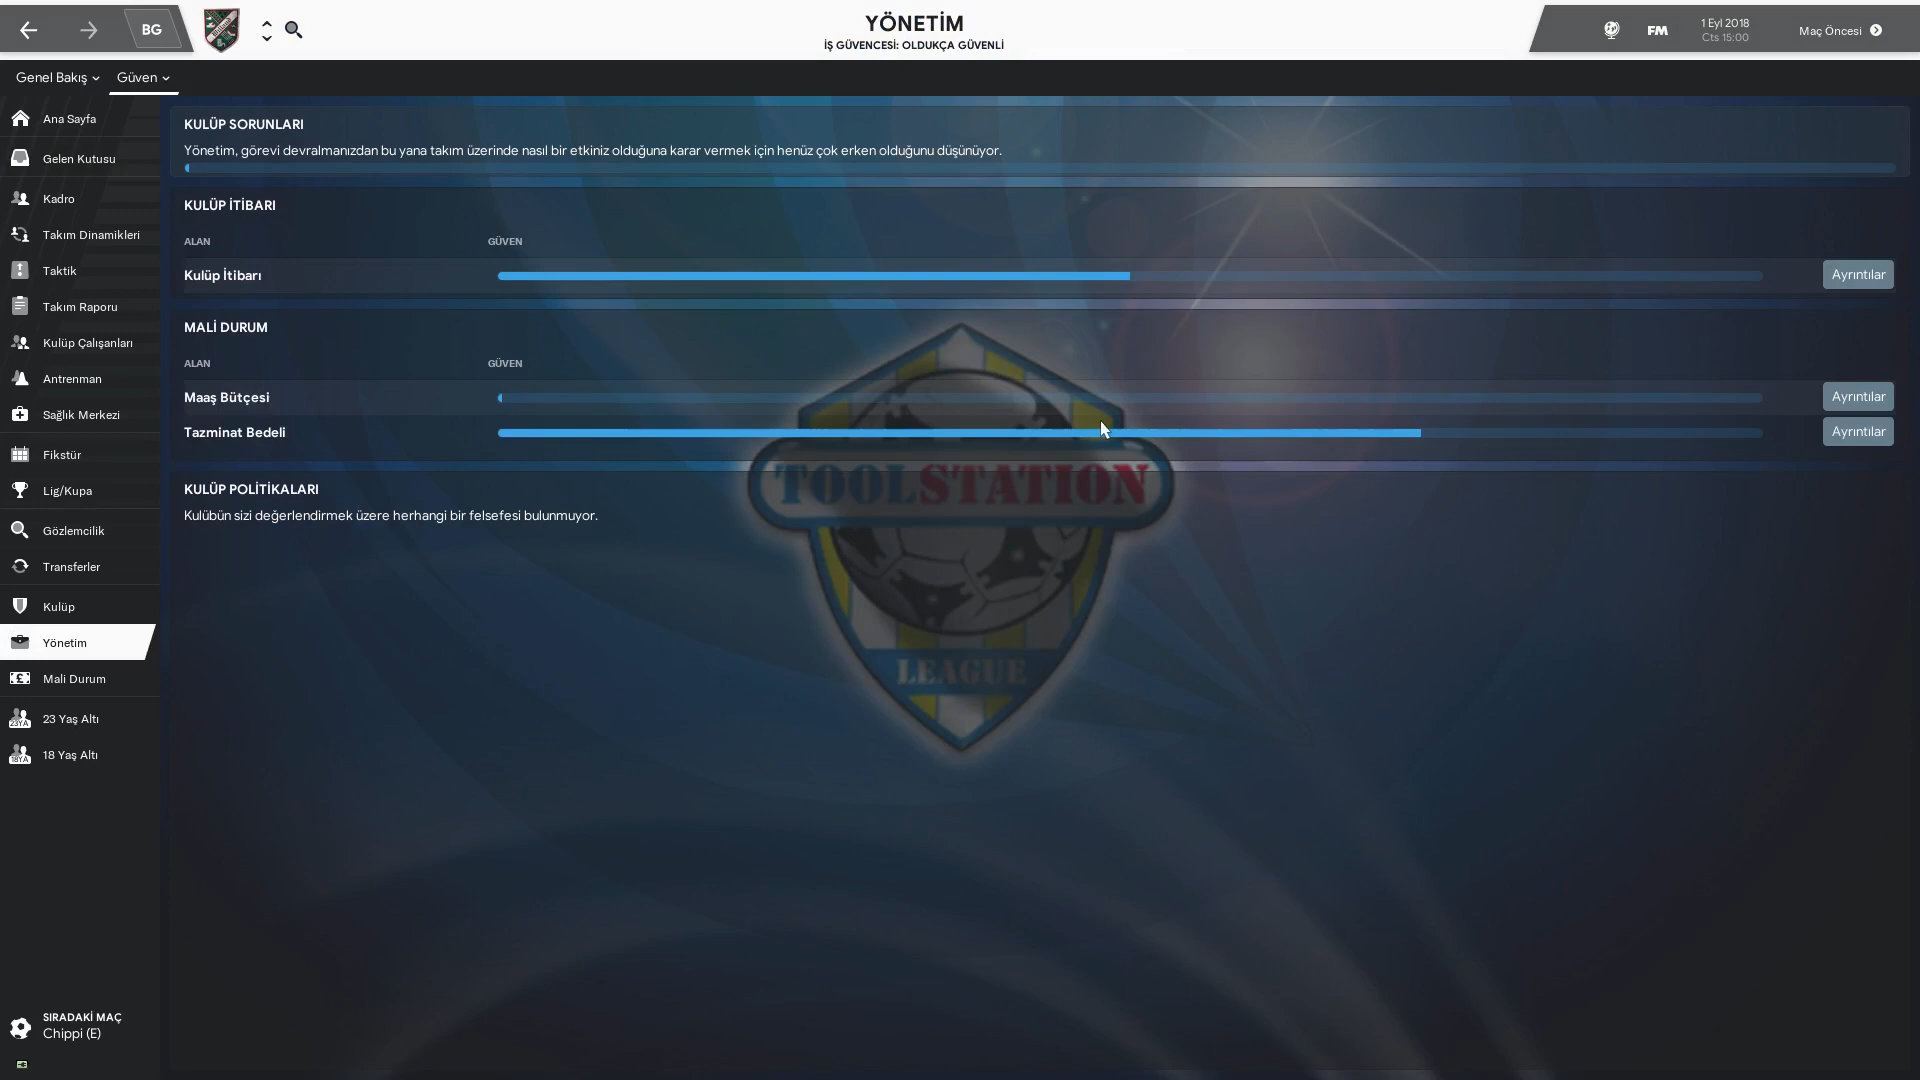 BG
YÖNETİM
İŞ GÜVENCESİ: OLDUKÇA GÜVENLİ
FM
1 Eyl 2018
Cts 15:00
Maç Öncesi
Genel Bakış
Güven
Ana Sayfa
Gelen Kutusu
Kadro
Takım Dinamikleri
Taktik
Takım Raporu
Kulüp Çalışanları
Antrenman
Sağlık Merkezi
Fikstür
Lig/Kupa
Gözlemcilik
Transferler
Kulüp
Yönetim
Mali Durum
23YA
23 Yaş Altı
18YA
18 Yaş Altı
SIRADAKİ MAÇ
Chippi (E)
KULÜP SORUNLARI
Yönetim, görevi devralmanızdan bu yana takım üzerinde nasıl bir etkiniz olduğuna karar vermek için henüz çok erken olduğunu düşünüyor.
KULÜP İTİBARI
ALAN GÜVEN
Kulüp İtibarı Ayrıntılar
MALİ DURUM
ALAN GÜVEN
Maaş Bütçesi Ayrıntılar
Tazminat Bedeli Ayrıntılar
KULÜP POLİTİKALARI
Kulübün sizi değerlendirmek üzere herhangi bir felsefesi bulunmuyor.
TOOLSTATION
LEAGUE